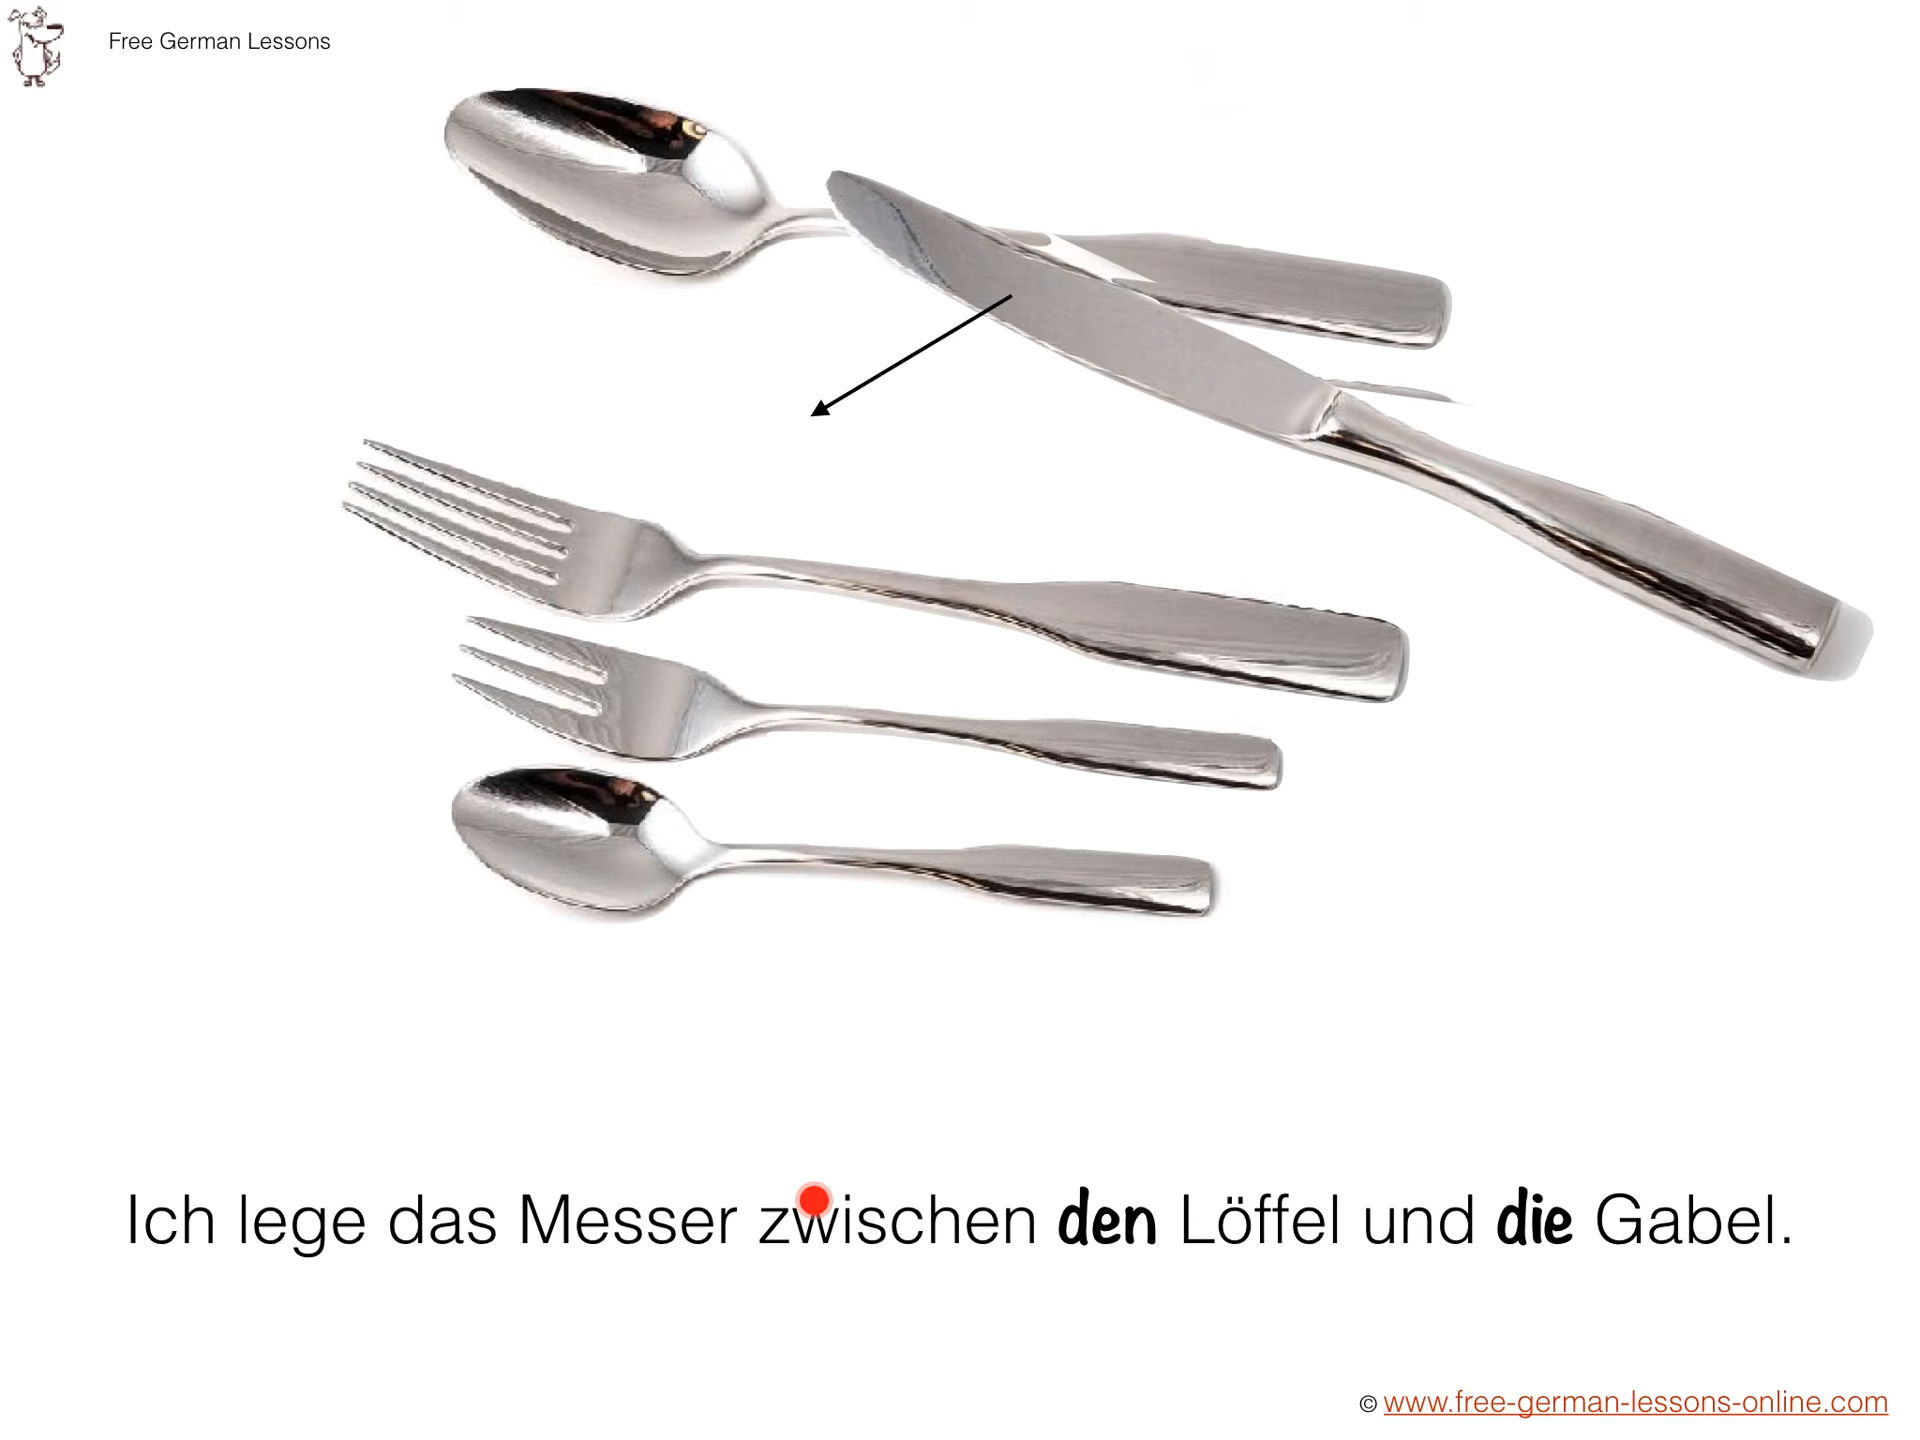 Free German Lessons
Ich lege das Messer zwischen den Löffel und die Gabel.
© www.free-german-lessons-online.com